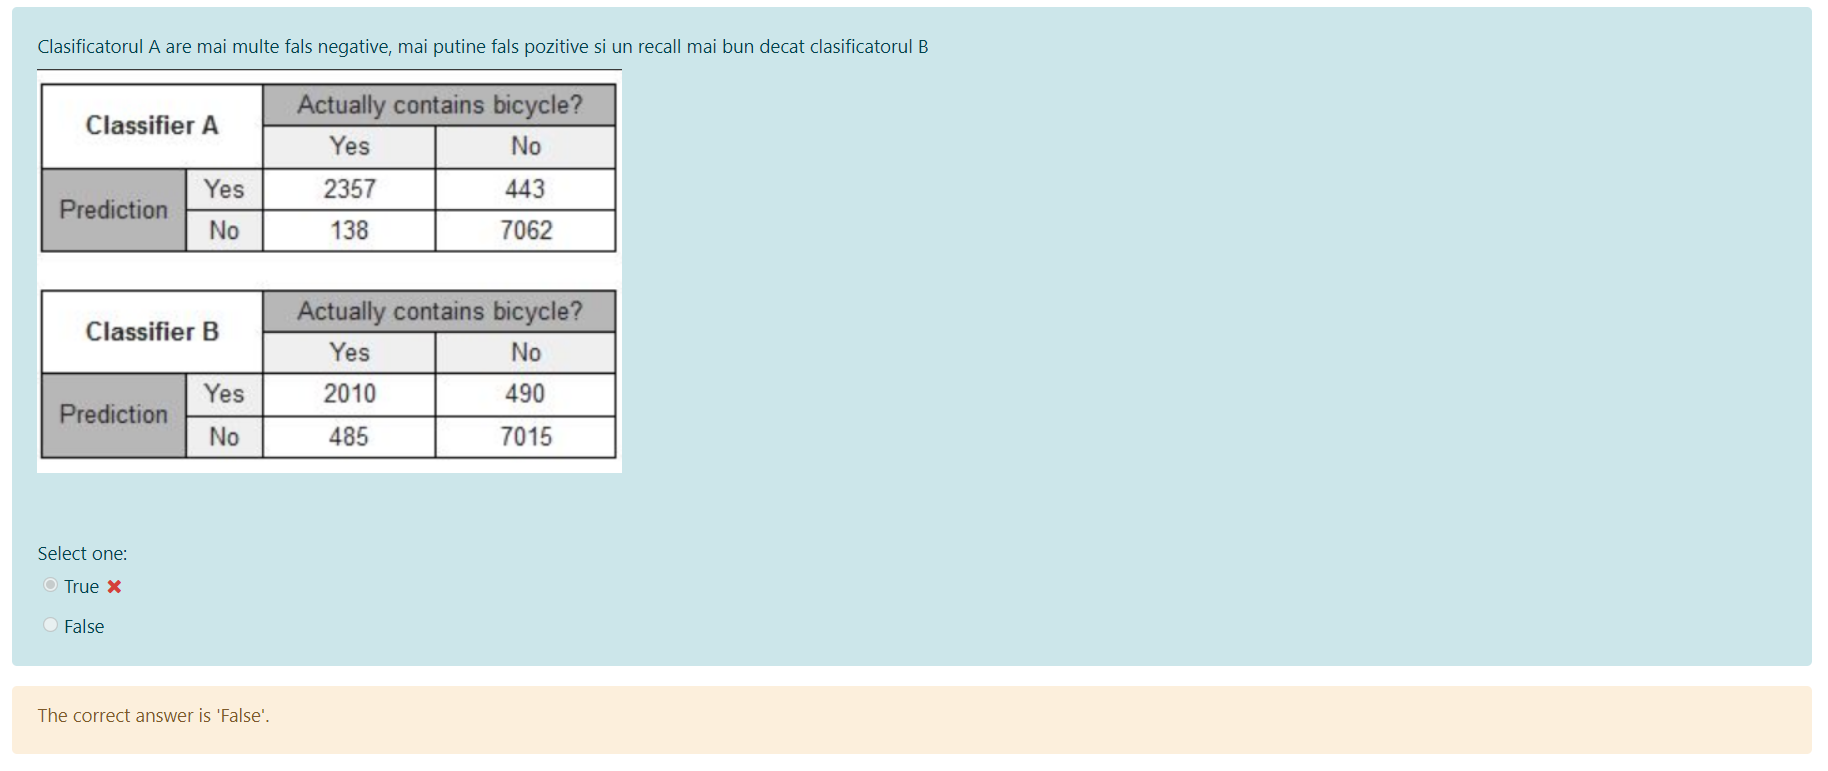 Clasificatorul A are mai multe fals negative, mai putine fals pozitive si un recall mai bun decat clasificatorul B
Classifier A
Actually contains bicycle?
Yes No
Prediction
Yes 2357 443
No 138 7062
Classifier B
Actually contains bicycle?
Yes No
Prediction
Yes 2010 490
No 485 7015
Select one:
True
False
The correct answer is 'False'.